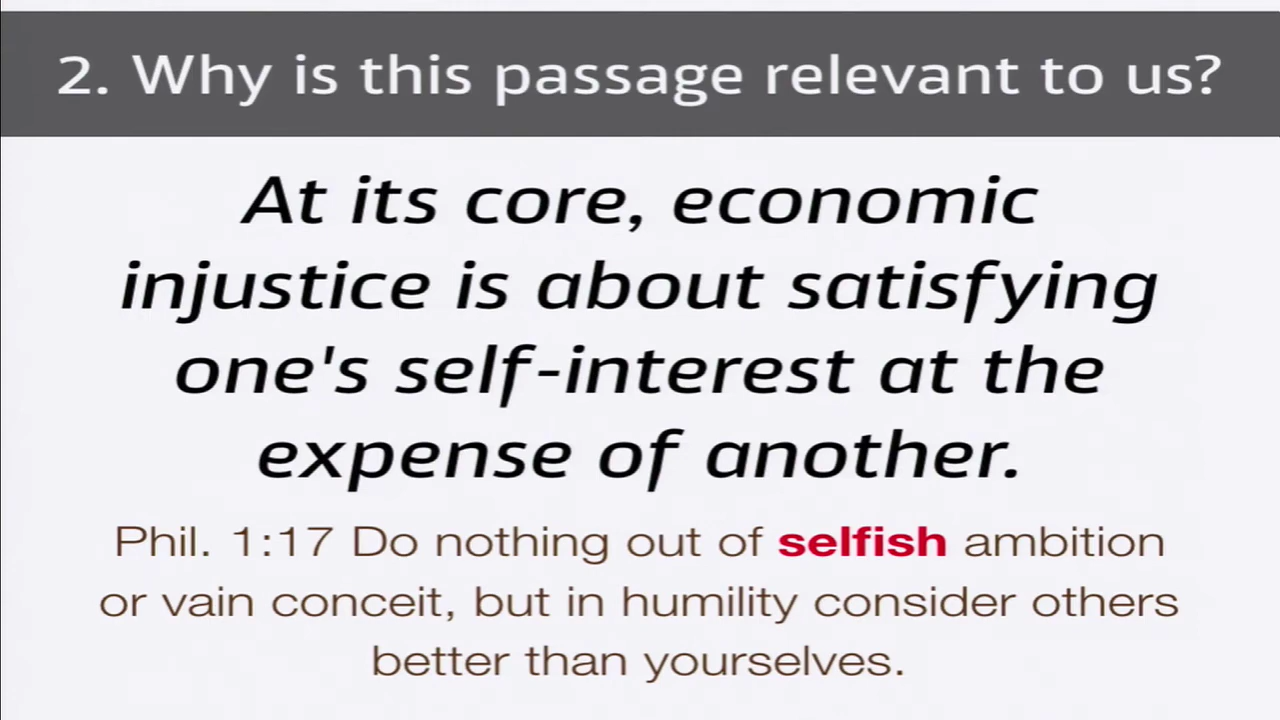 2. Why is this passage relevant to us?
At its core, economic
injustice is about satisfying
one's self-interest at the
expense of another.
Phil. 1:17 Do nothing out of selfish ambition
or vain conceit, but in humility consider others
better than yourselves.